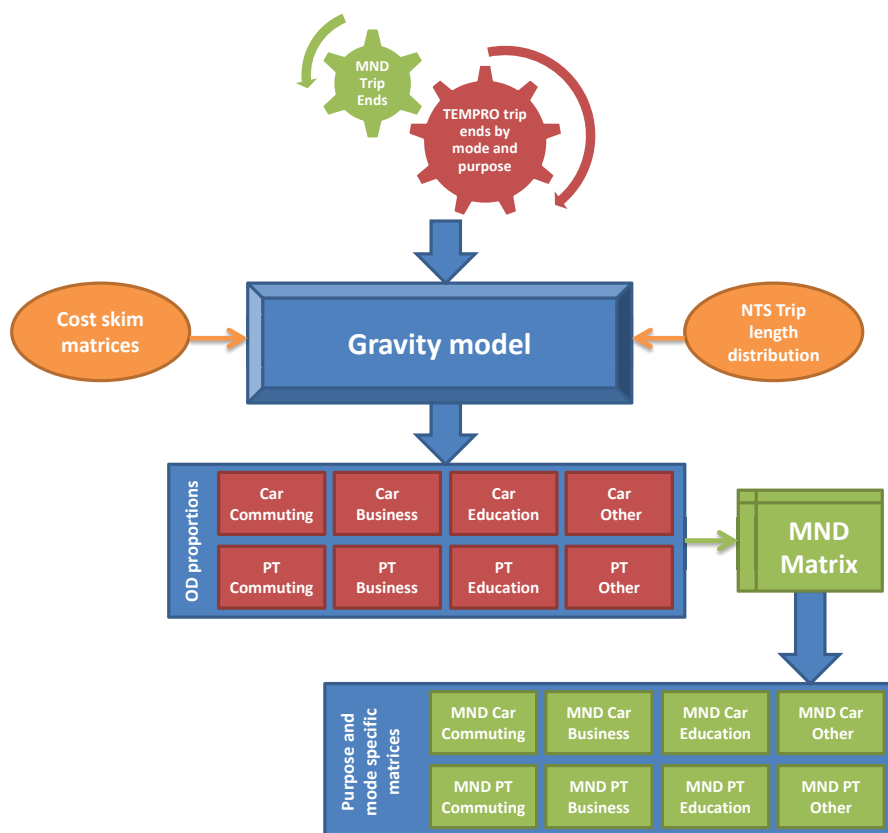 MND
Trip
Ends
TEMPRO trip
ends by
mode and
purpose
Cost skim
matrices
Gravity model
NTS Trip
length
distribution
OD proportions
Car
Commuting
Car
Business
Car
Education
Car
Other
PT
Commuting
PT
Business
PT
Education
PT
Other
MND
Matrix
Purpose and
mode specific
matrices
MND Car
Commuting
MND Car
Business
MND Car
Education
MND Car
Other
MND PT
Commuting
MND PT
Business
MND PT
Education
MND PT
Other